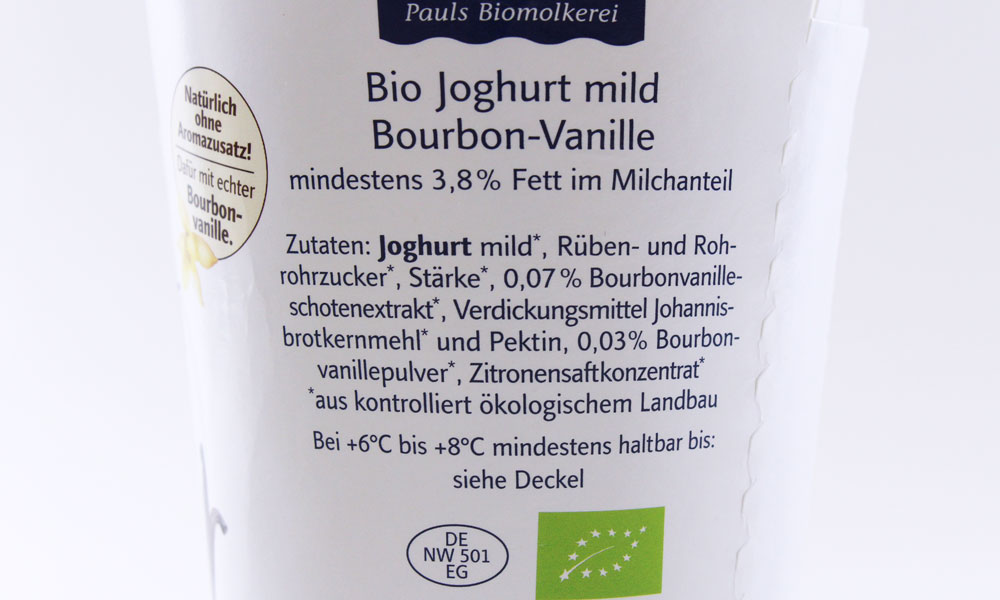 Pauls Biomolkerei
Bio Joghurt mild
Bourbon-Vanille
mindestens 3,8% Fett im Milchanteil
Natürlich
ohne
Aromazusatz!
Dafür mit echter
Bourbon-
vanille.
Zutaten: Joghurt mild*, Rüben- und Roh-
rohrzucker*, Stärke*, 0,07 % Bourbonvanille-
schotenextrakt*, Verdickungsmittel Johannis-
brotkernmehl* und Pektin, 0,03% Bourbon-
vanillepulver*, Zitronensaftkonzentrat*
*aus kontrolliert ökologischem Landbau
Bei +6°C bis +8°C mindestens haltbar bis:
siehe Deckel
DE
NW 501
EG